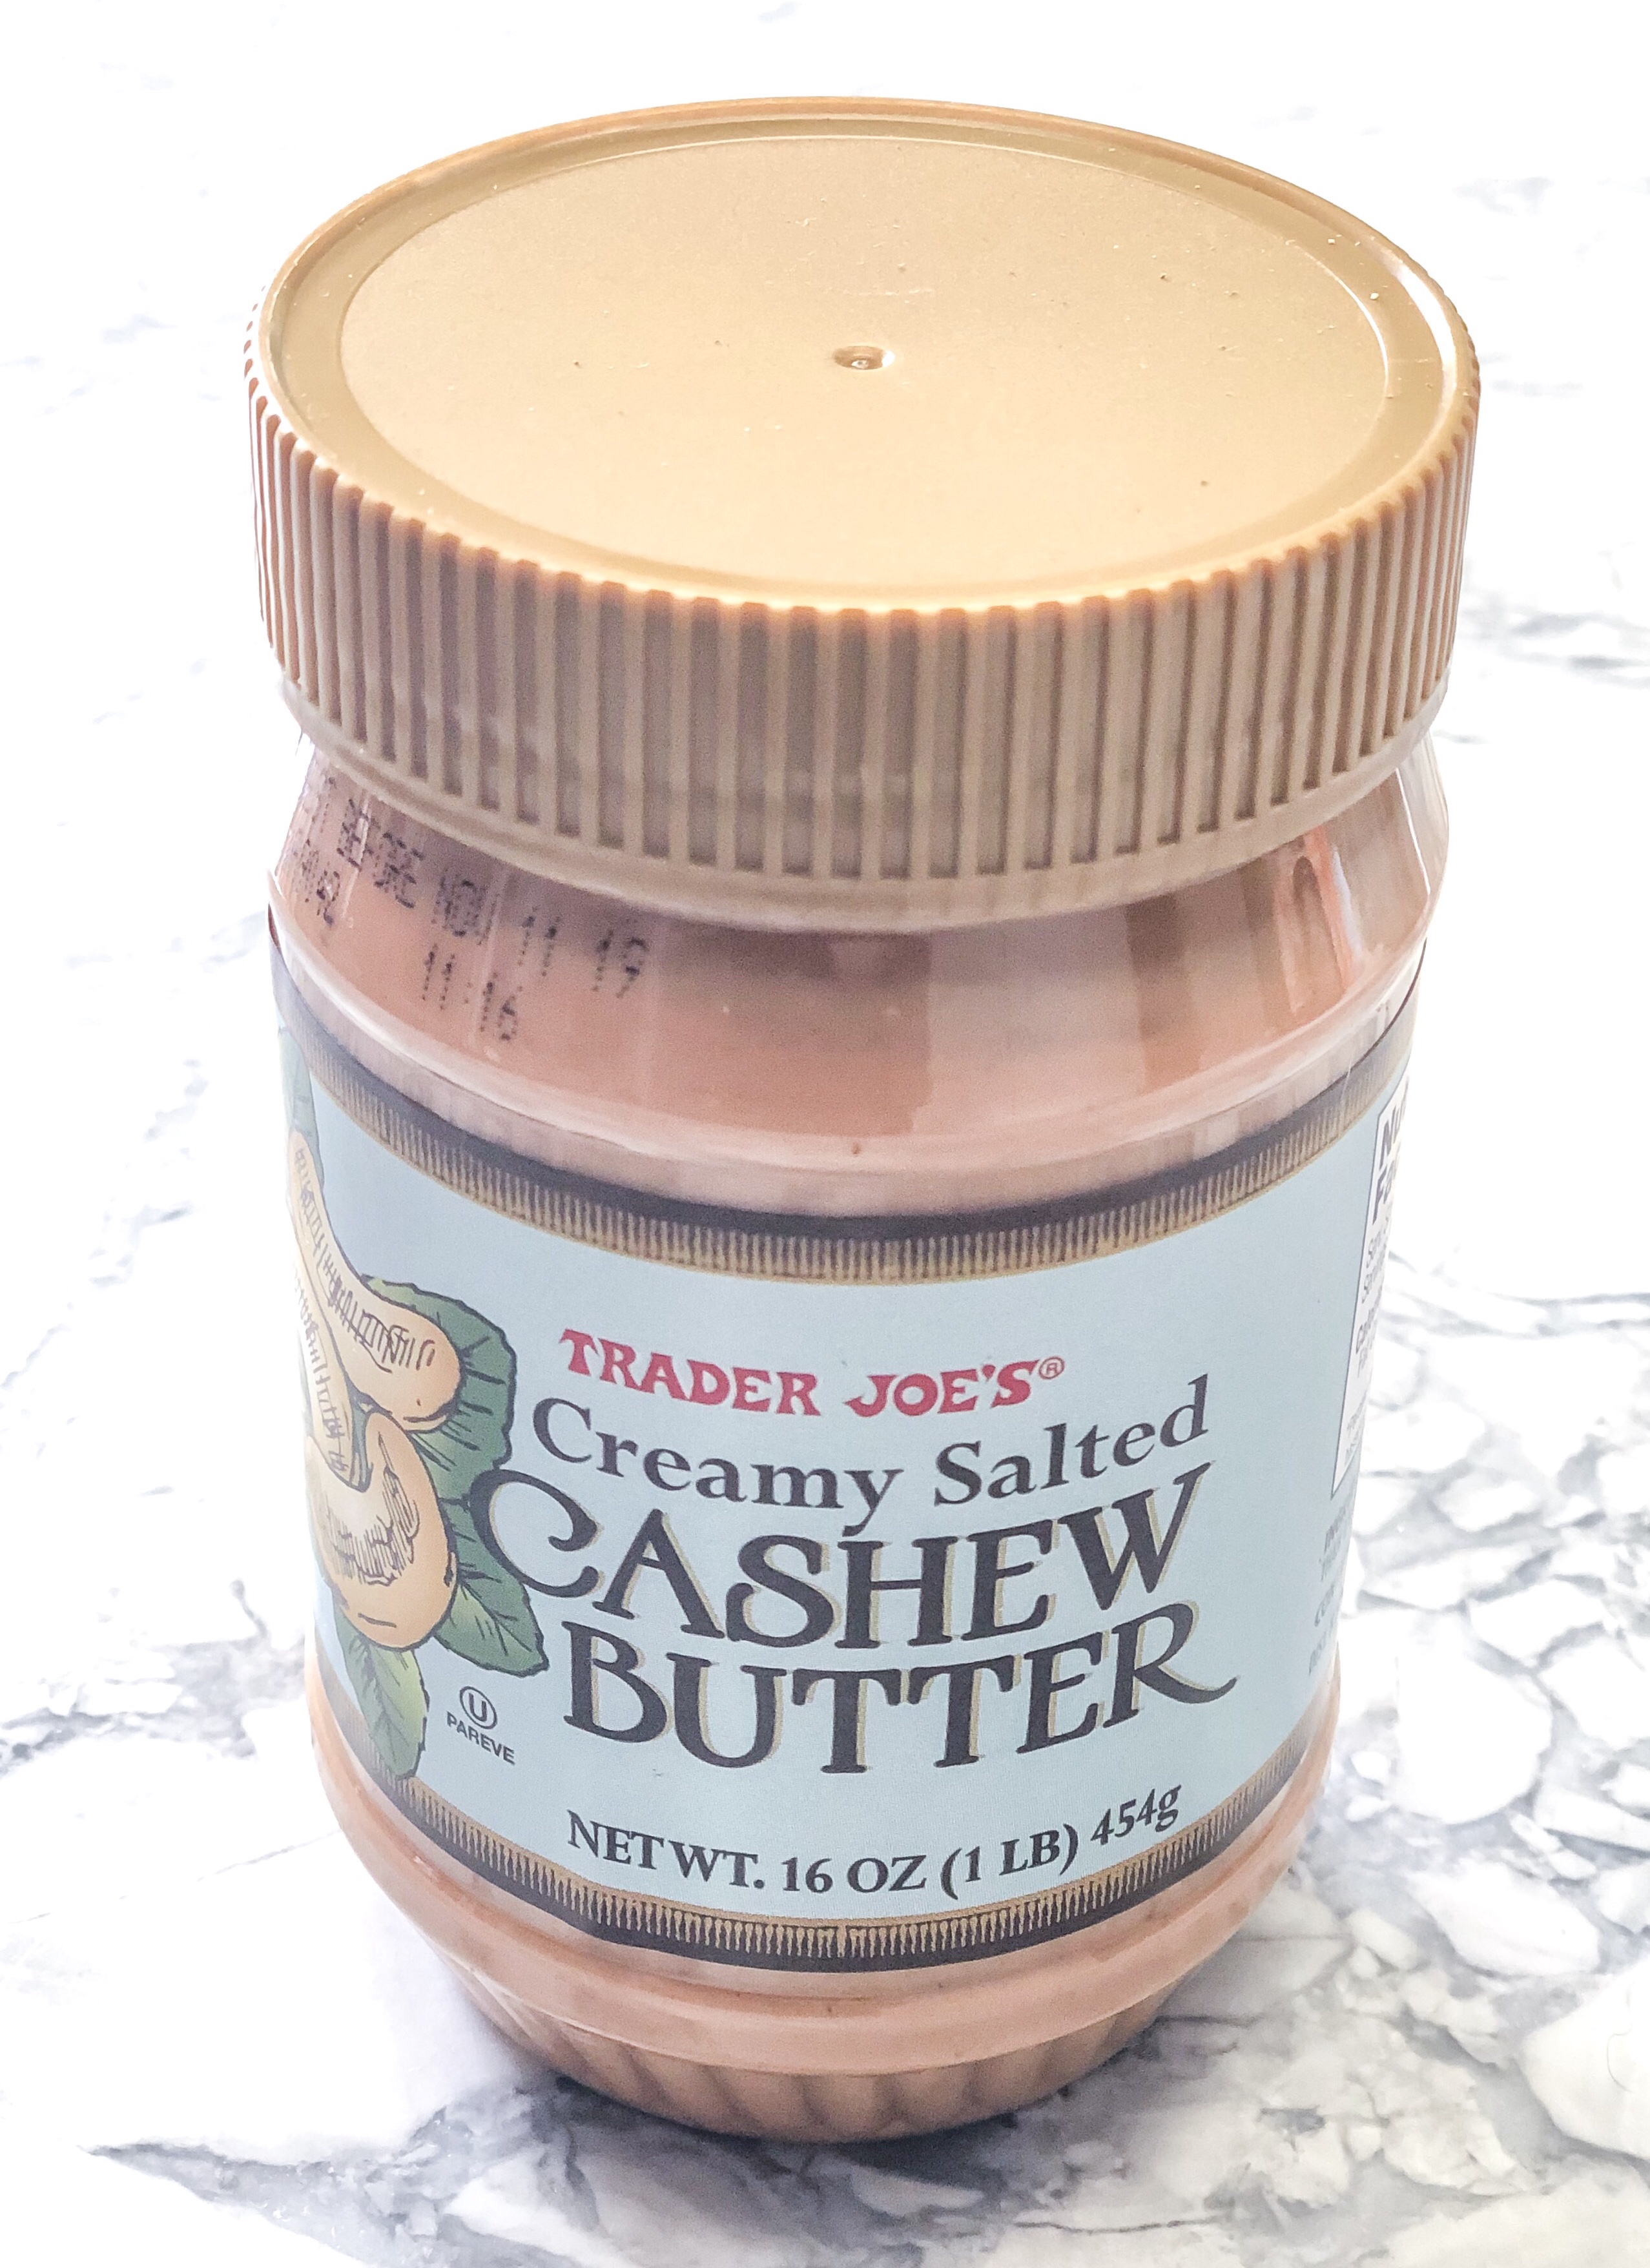 BEFORE NOV 11 19
11:16
TRADER JOE'S®
Creamy Salted
CASHEW
BUTTER
U
PAREVE
NET WT. 16 OZ (1 LB) 454g